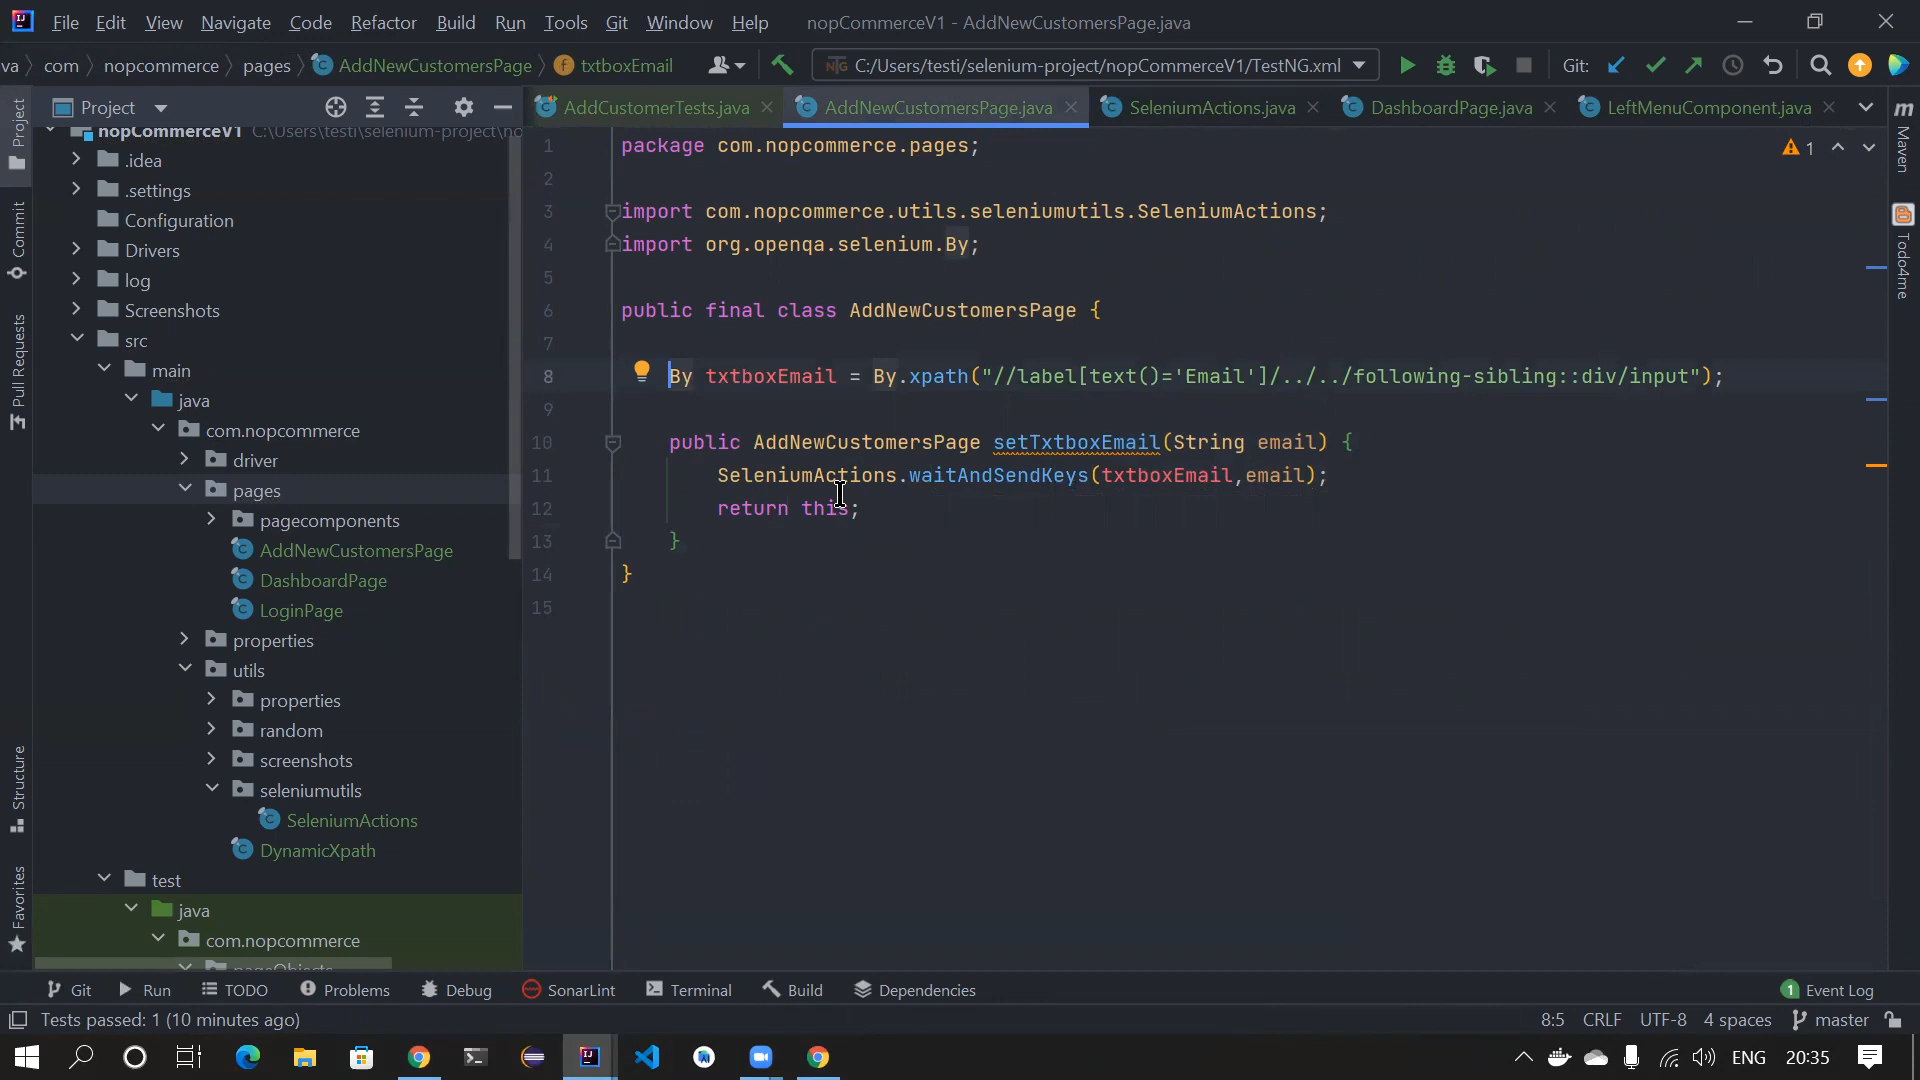 File Edit View Navigate Code Refactor Build Run Tools Git Window Help nopCommerceV1 - AddNewCustomersPage.java
va com nopcommerce pages AddNewCustomersPage txtboxEmail C:/Users/testi/selenium-project/nopCommerceV1/TestNG.xml Git:
Project
AddCustomerTests.java AddNewCustomersPage.java SeleniumActions.java DashboardPage.java LeftMenuComponent.java
nopCommerceV1 C:\Users\testi\selenium-project\no
.idea
.settings
Configuration
Drivers
log
Screenshots
src
main
java
com.nopcommerce
driver
pages
pagecomponents
AddNewCustomersPage
DashboardPage
LoginPage
properties
utils
properties
random
screenshots
seleniumutils
SeleniumActions
DynamicXpath
test
java
com.nopcommerce
pageObjects
Project
Commit
Pull Requests
Structure
Favorites
1 package com.nopcommerce.pages;
2
3 import com.nopcommerce.utils.seleniumutils.SeleniumActions;
4 import org.openqa.selenium.By;
5
6 public final class AddNewCustomersPage {
7
8 By txtboxEmail = By.xpath("//label[text()='Email']/../../following-sibling::div/input");
9
10 public AddNewCustomersPage setTxtboxEmail(String email) {
11 SeleniumActions.waitAndSendKeys(txtboxEmail,email);
12 return this;
13 }
14 }
15
1
m
Maven
Todo4me
Git Run TODO Problems Debug SonarLint Terminal Build Dependencies 1 Event Log
Tests passed: 1 (10 minutes ago) 8:5 CRLF UTF-8 4 spaces master
ENG 20:35